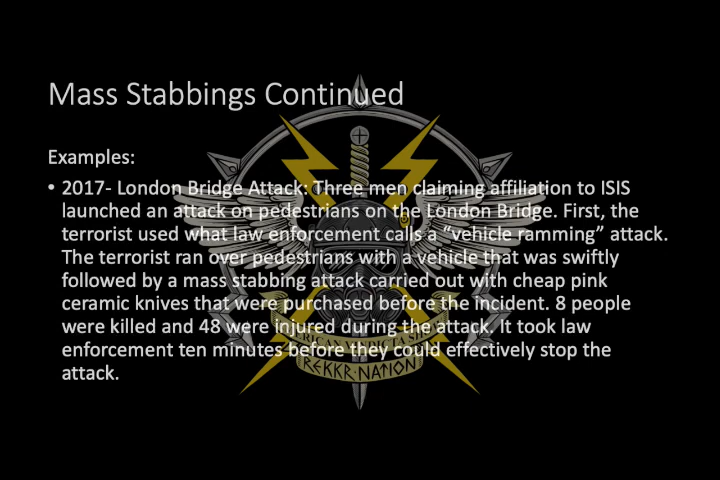 Mass Stabbings Continued
Examples:
• 2017- London Bridge Attack: Three men claiming affiliation to ISIS
launched an attack on pedestrians on the London Bridge. First, the
terrorist used what law enforcement calls a “vehicle ramming” attack.
The terrorist ran over pedestrians with a vehicle that was swiftly
followed by a mass stabbing attack carried out with cheap pink
ceramic knives that were purchased before the incident. 8 people
were killed and 48 were injured during the attack. It took law
enforcement ten minutes before they could effectively stop the
attack.
REKKR·NATION